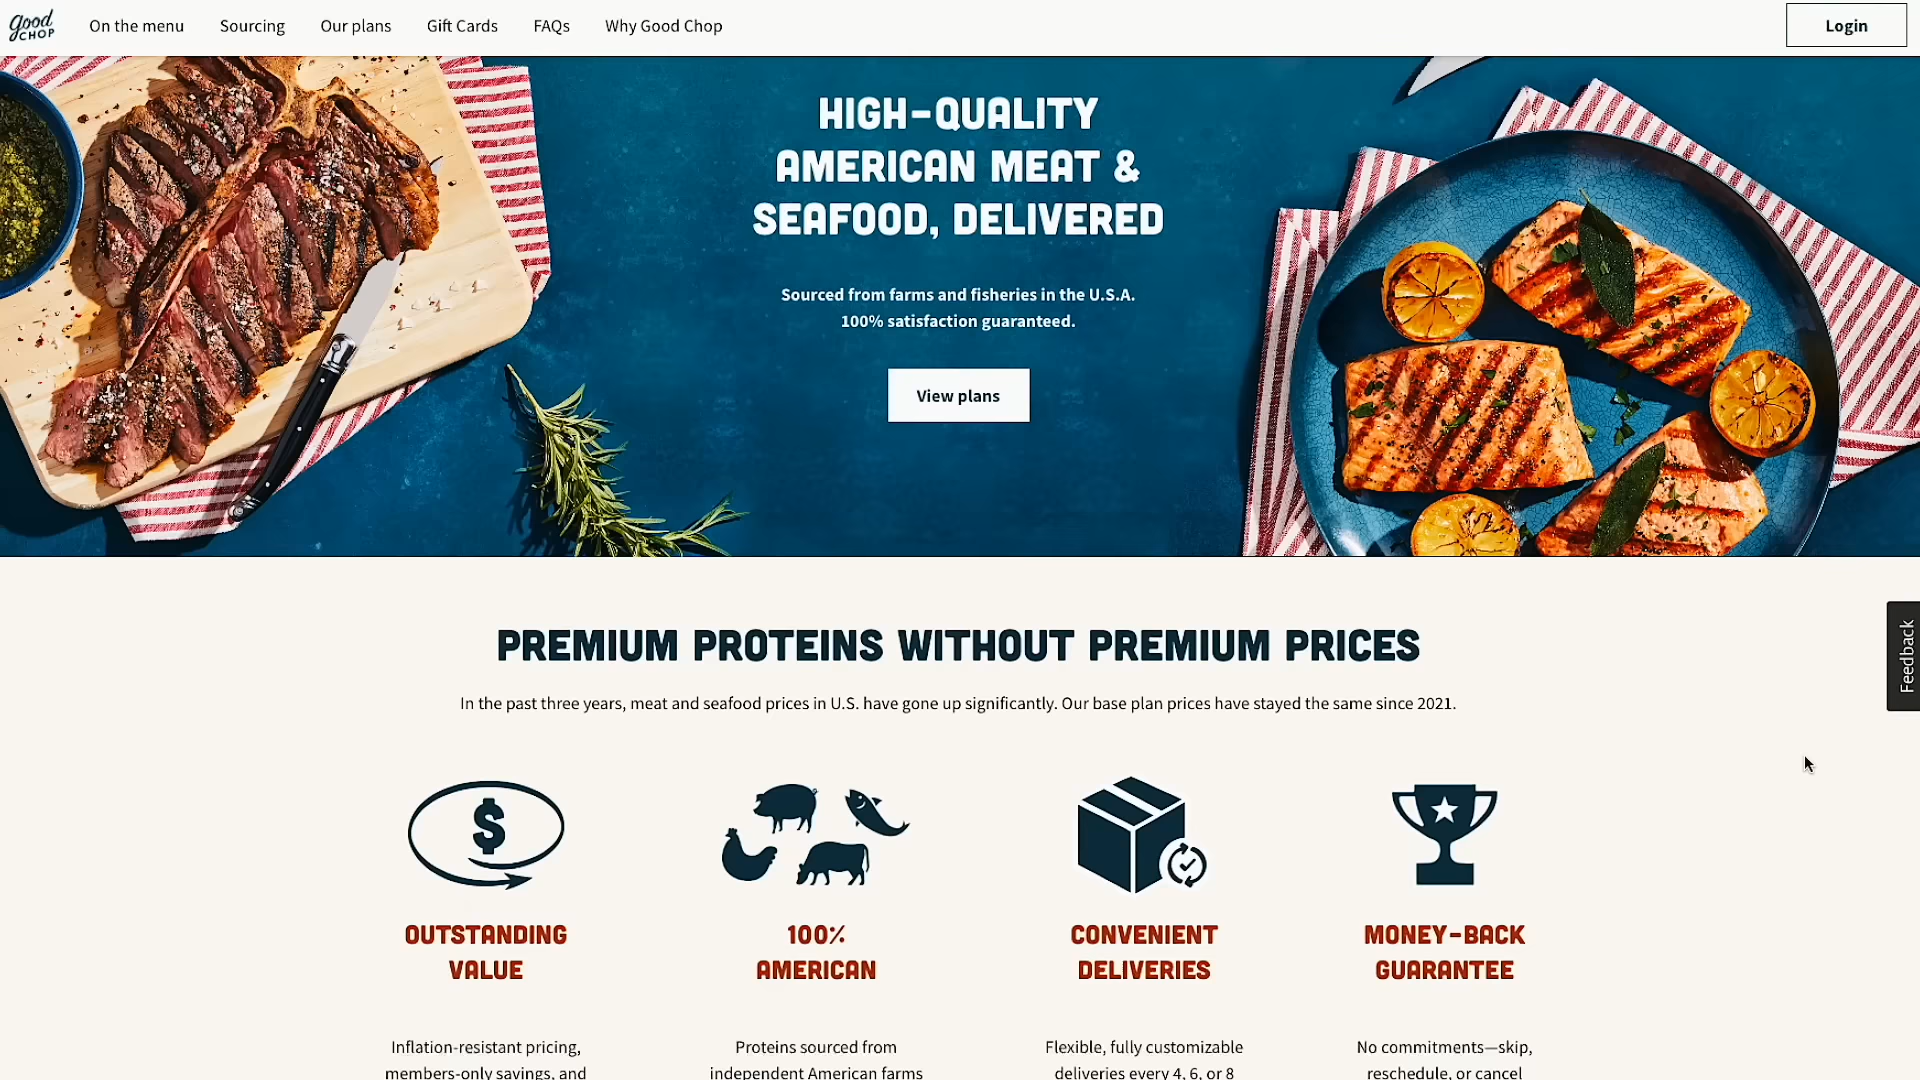 good
CHOP
On the menu
Sourcing
Our plans
Gift Cards
FAQs
Why Good Chop
Login
HIGH-QUALITY
AMERICAN MEAT &
SEAFOOD, DELIVERED
Sourced from farms and fisheries in the U.S.A.
100% satisfaction guaranteed.
View plans
PREMIUM PROTEINS WITHOUT PREMIUM PRICES
In the past three years, meat and seafood prices in U.S. have gone up significantly. Our base plan prices have stayed the same since 2021.
Feedback
$
OUTSTANDING
VALUE
Inflation-resistant pricing,
members-only savings, and
100%
AMERICAN
Proteins sourced from
independent American farms
CONVENIENT
DELIVERIES
Flexible, fully customizable
deliveries every 4, 6, or 8
MONEY-BACK
GUARANTEE
No commitments—skip,
reschedule, or cancel